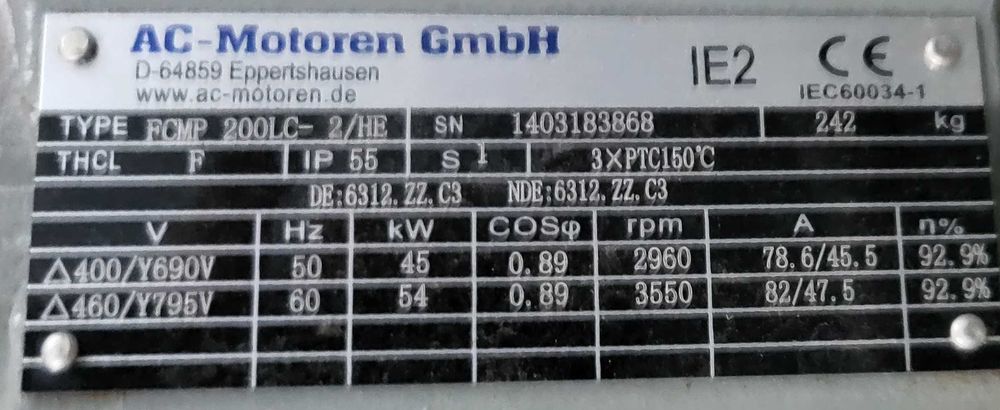 AC-Motoren GmbH
D-64859 Eppertshausen
www.ac-motoren.de
IE2
CE
IEC60034-1
TYPE FCMP 200LC- 2/HE SN 1403183868 242 kg
THCL F IP 55 S 1 3XPTC150℃
DE:6312.ZZ.C3 NDE:6312.ZZ.C3
V Hz kW COSφ rpm A n%
△400/Y690V 50 45 0.89 2960 78.6/45.5 92.9%
△460/Y795V 60 54 0.89 3550 82/47.5 92.9%